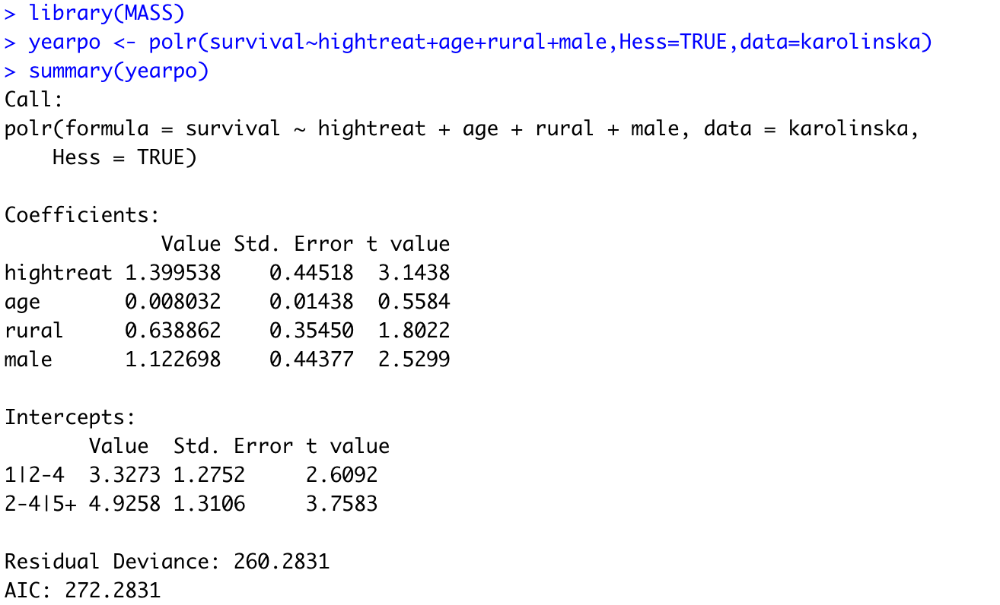 > library(MASS)
> yearpo <- polr(survival~hightreat+age+rural+male,Hess=TRUE,data=karolinska)
> summary(yearpo)
Call:
polr(formula = survival ~ hightreat + age + rural + male, data = karolinska,
    Hess = TRUE)

Coefficients:
             Value Std. Error t value
hightreat 1.399538    0.44518  3.1438
age       0.008032    0.01438  0.5584
rural     0.638862    0.35450  1.8022
male      1.122698    0.44377  2.5299

Intercepts:
       Value  Std. Error t value
1|2-4  3.3273 1.2752     2.6092
2-4|5+ 4.9258 1.3106     3.7583

Residual Deviance: 260.2831
AIC: 272.2831